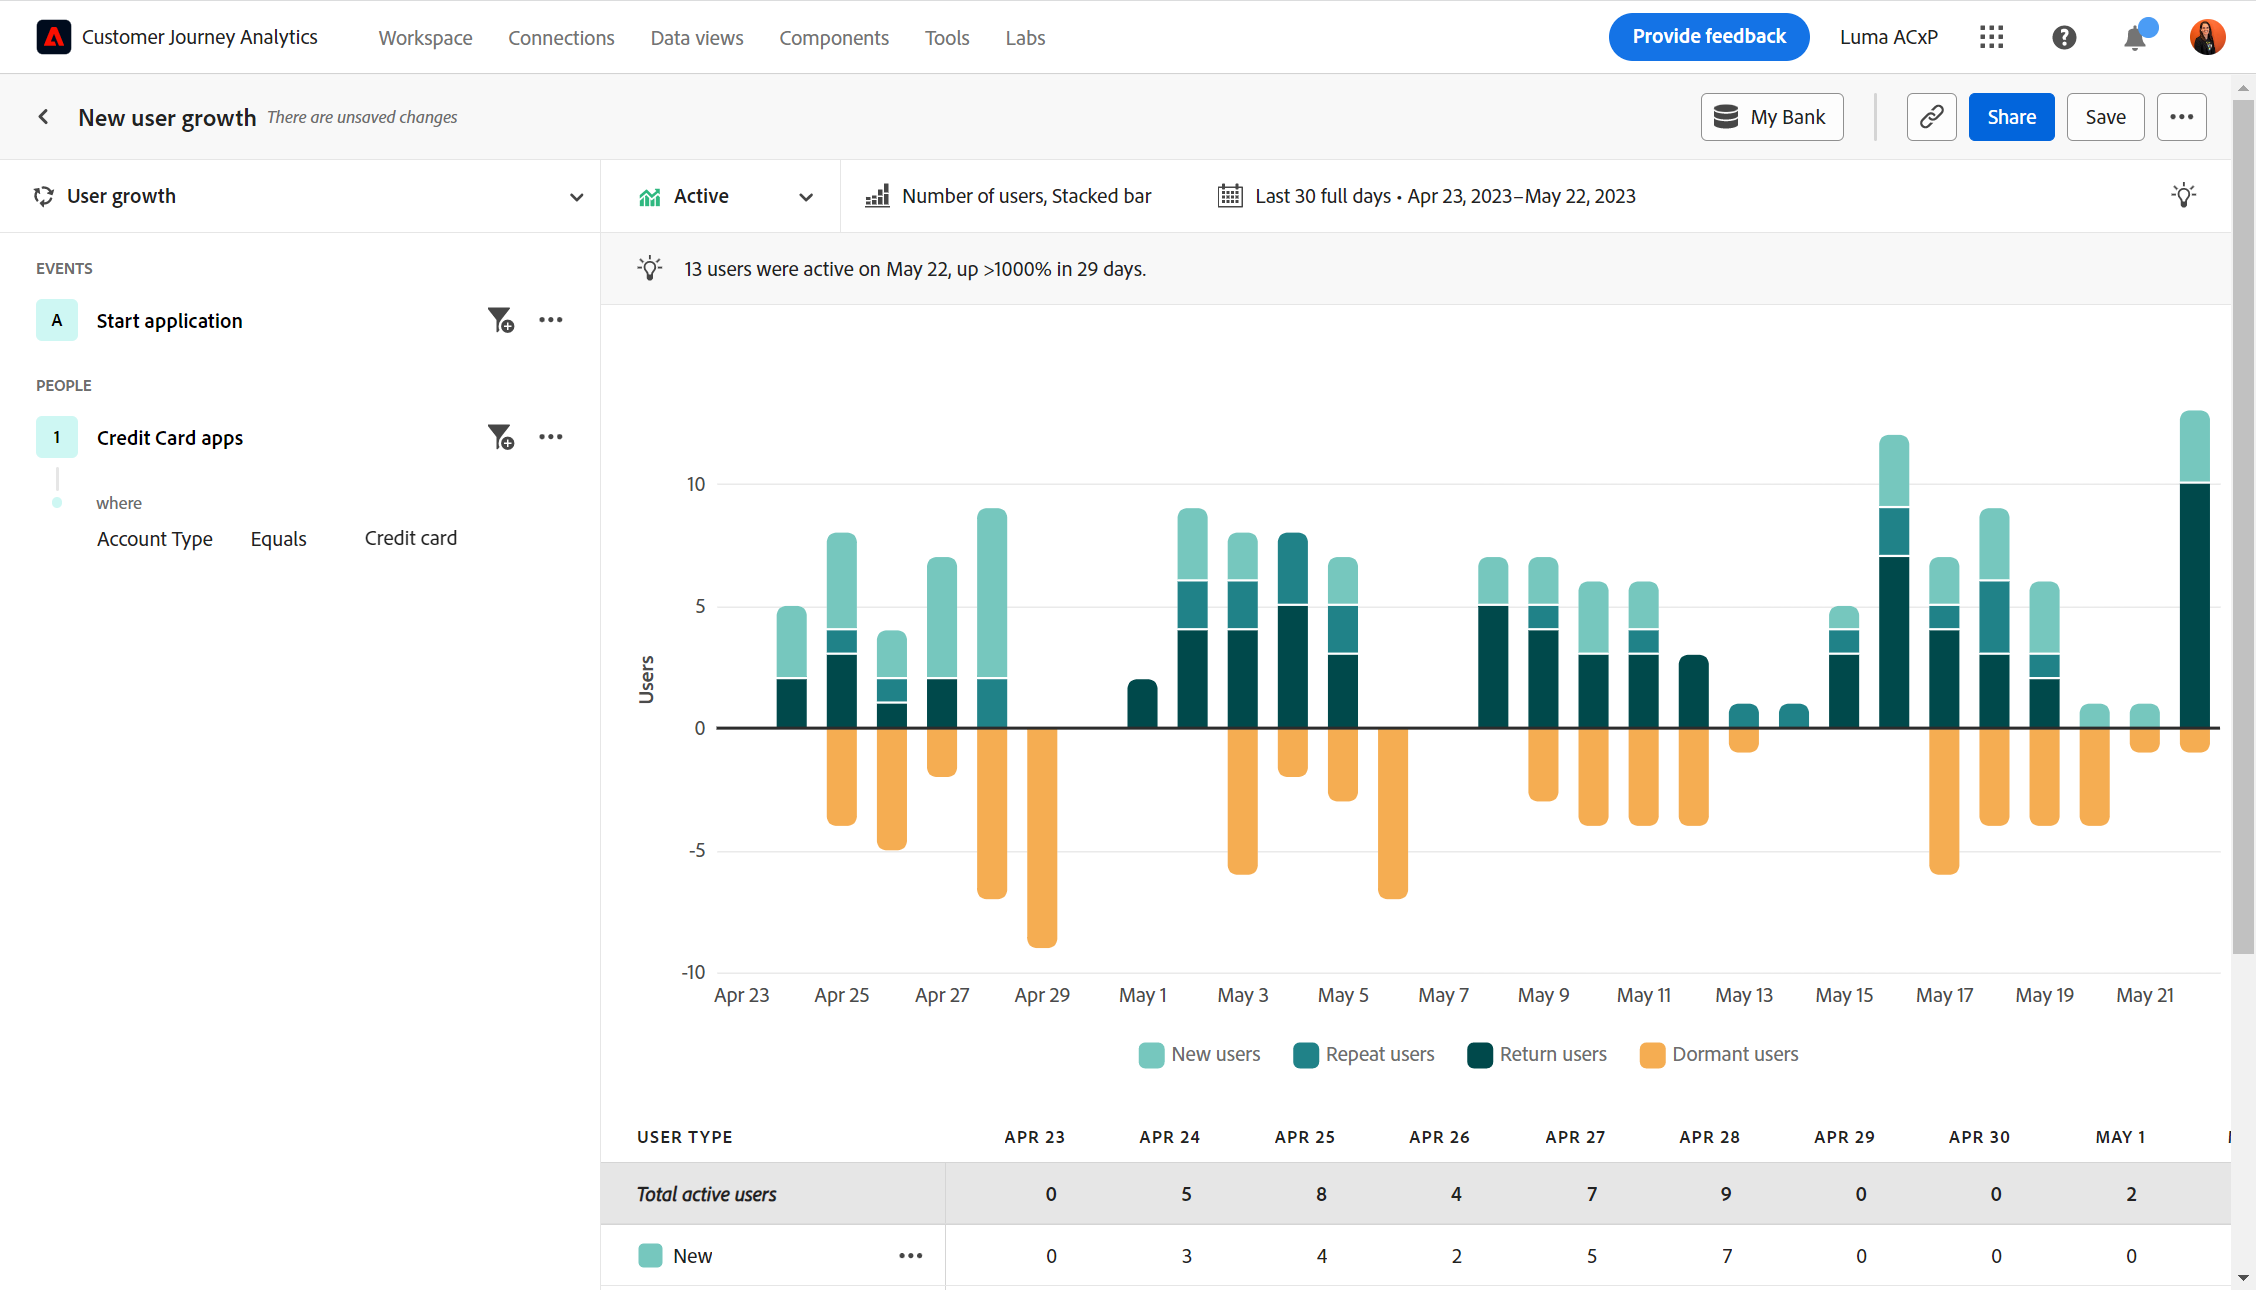 Customer Journey Analytics Workspace Connections Data views Components Tools Labs Provide feedback Luma ACxP
New user growth There are unsaved changes My Bank Share Save
User growth Active Number of users, Stacked bar Last 30 full days • Apr 23, 2023–May 22, 2023
EVENTS
A Start application
PEOPLE
1 Credit Card apps
where
Account Type Equals Credit card
13 users were active on May 22, up >1000% in 29 days.
10
5
0
-5
-10
Users
Apr 23 Apr 25 Apr 27 Apr 29 May 1 May 3 May 5 May 7 May 9 May 11 May 13 May 15 May 17 May 19 May 21
New users Repeat users Return users Dormant users
USER TYPE APR 23 APR 24 APR 25 APR 26 APR 27 APR 28 APR 29 APR 30 MAY 1
Total active users 0 5 8 4 7 9 0 0 2
New 0 3 4 2 5 7 0 0 0